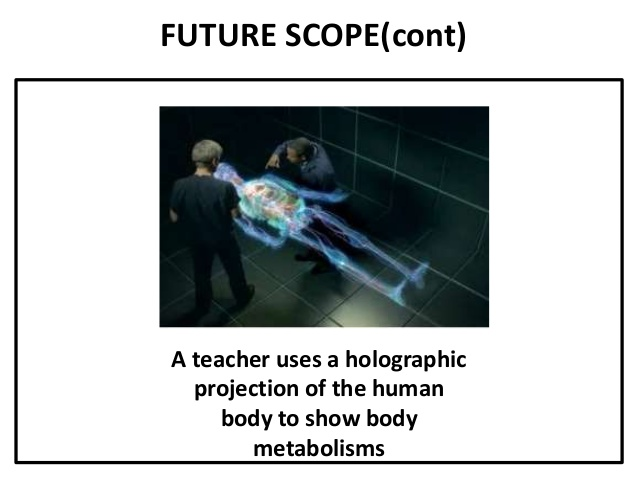 FUTURE SCOPE(cont)
A teacher uses a holographic
projection of the human
body to show body
metabolisms